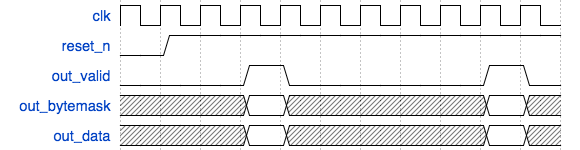 clk
reset_n
out_valid
out_bytemask
out_data